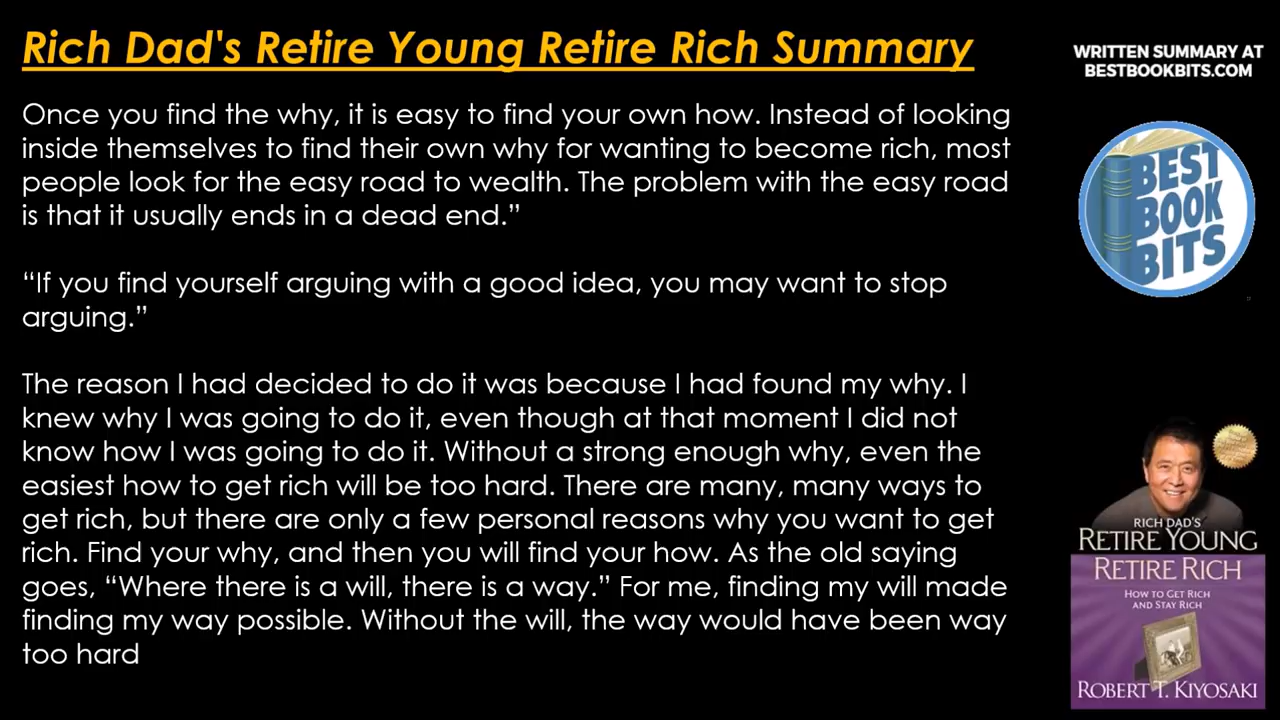 Rich Dad's Retire Young Retire Rich Summary
Once you find the why, it is easy to find your own how. Instead of looking
inside themselves to find their own why for wanting to become rich, most
people look for the easy road to wealth. The problem with the easy road
is that it usually ends in a dead end.”
“If you find yourself arguing with a good idea, you may want to stop
arguing.”
The reason I had decided to do it was because I had found my why. I
knew why I was going to do it, even though at that moment I did not
know how I was going to do it. Without a strong enough why, even the
easiest how to get rich will be too hard. There are many, many ways to
get rich, but there are only a few personal reasons why you want to get
rich. Find your why, and then you will find your how. As the old saying
goes, “Where there is a will, there is a way.” For me, finding my will made
finding my way possible. Without the will, the way would have been way
too hard
WRITTEN SUMMARY AT
BESTBOOKBITS.COM
BEST
BOOK
BITS
RICH DAD'S
RETIRE YOUNG
RETIRE RICH
HOW TO GET RICH
AND STAY RICH
ROBERT T. KIYOSAKI